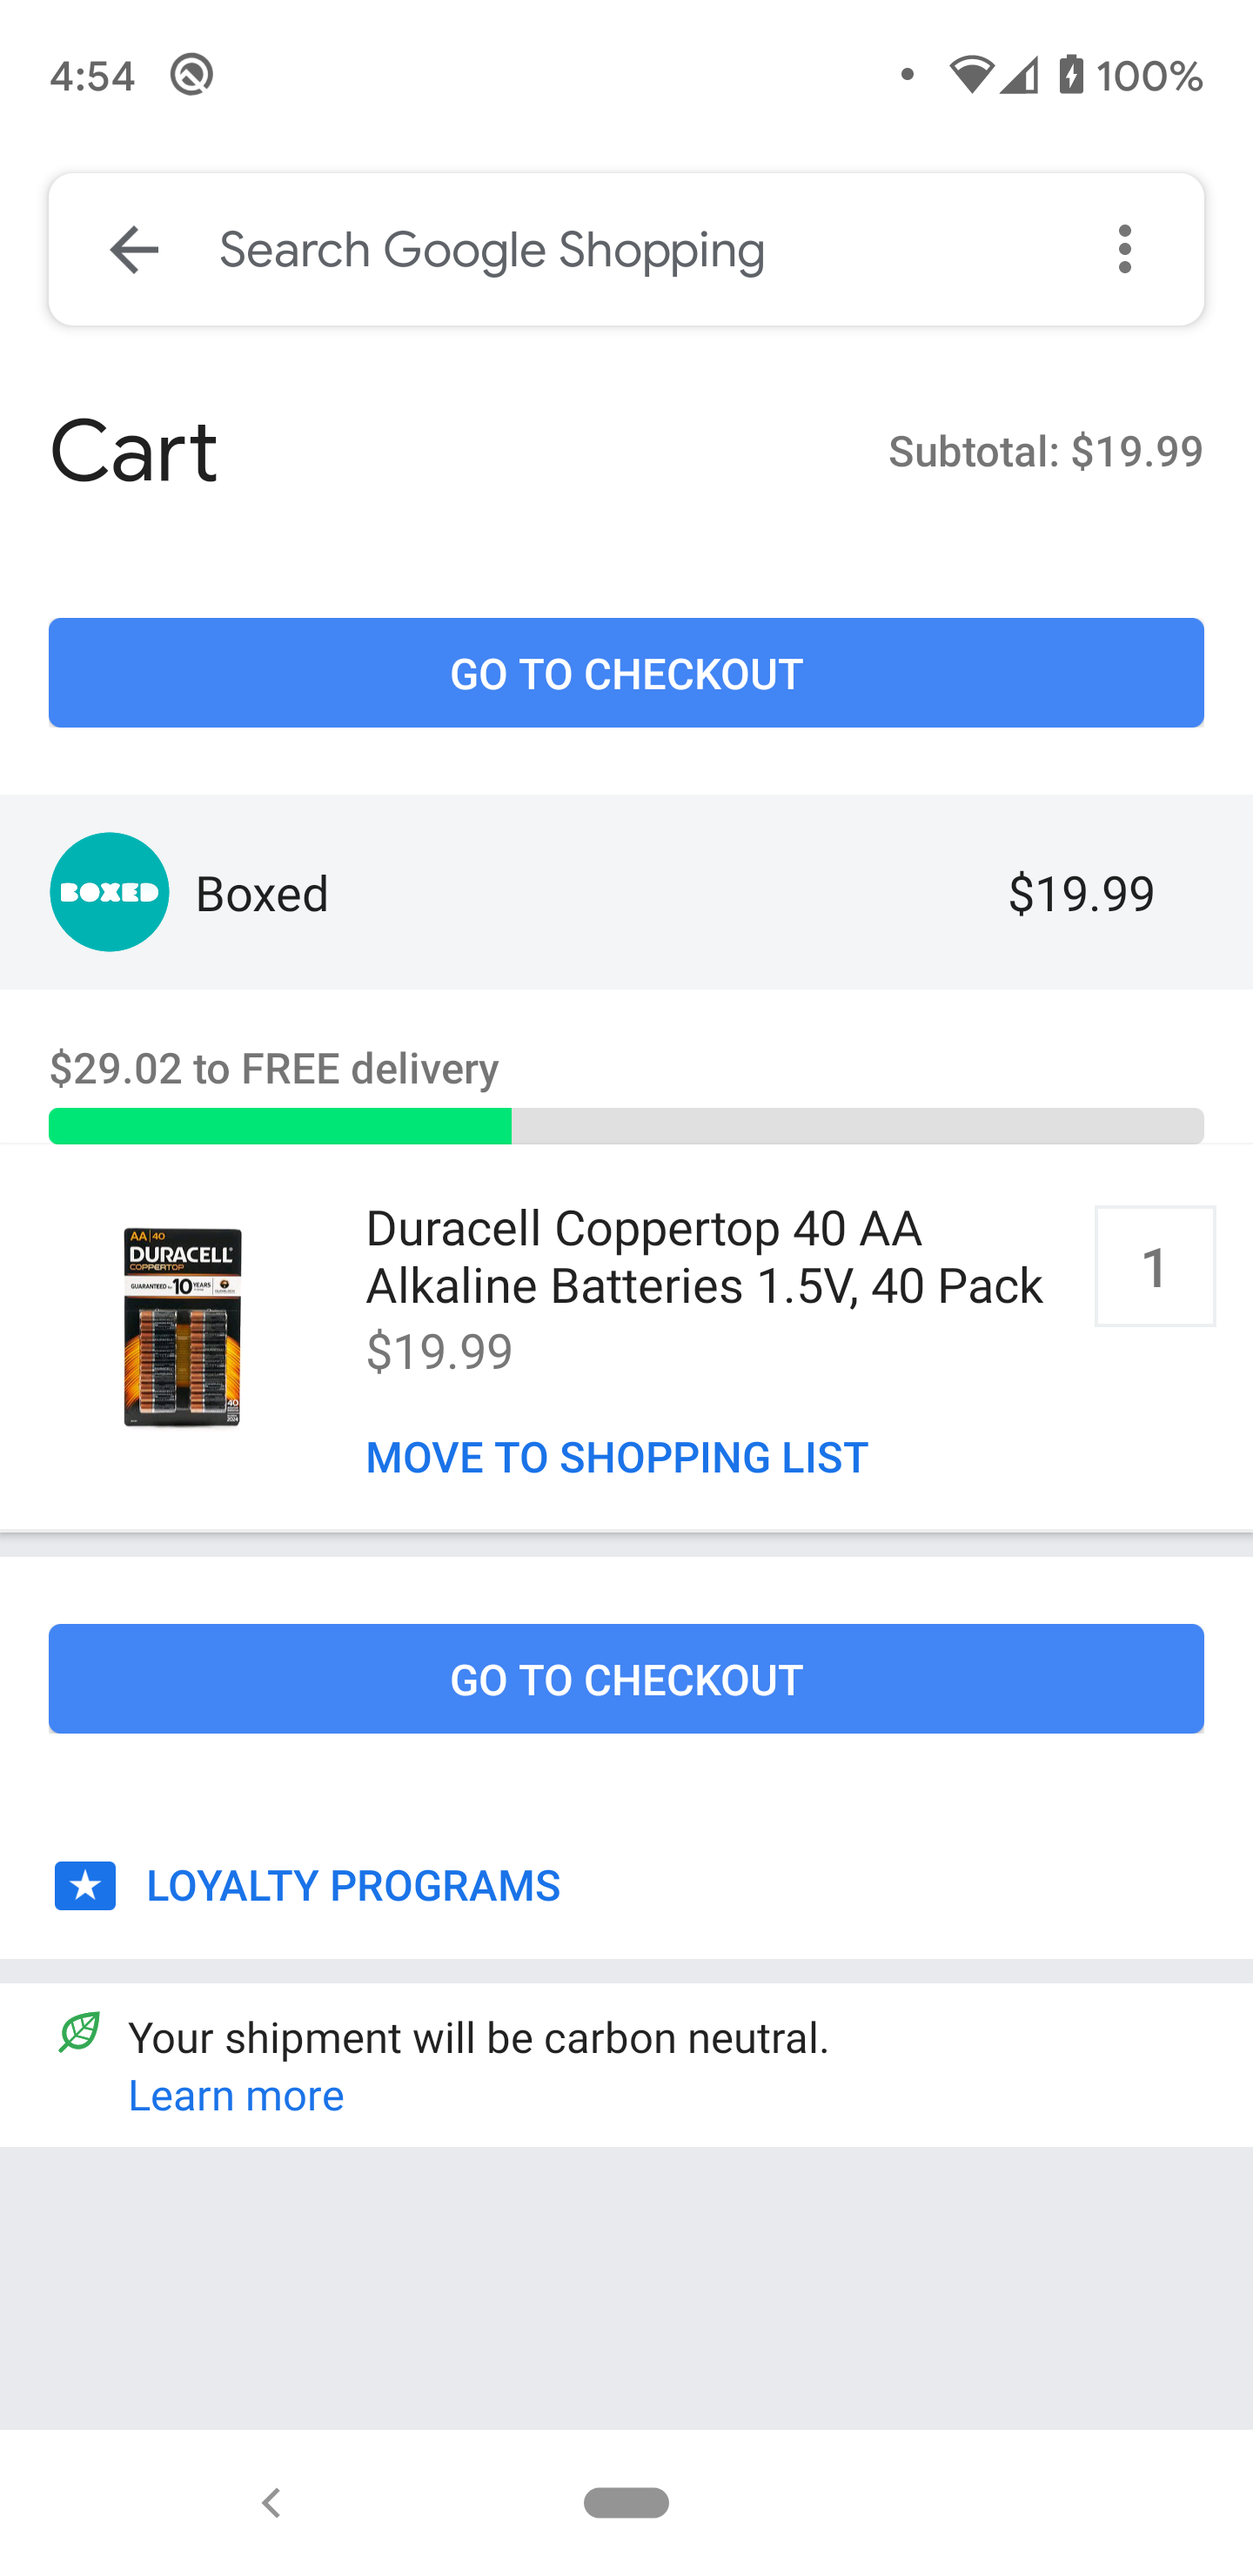 4:54
100%
Search Google Shopping
Cart
Subtotal: $19.99
GO TO CHECKOUT
BOXED
Boxed
$19.99
$29.02 to FREE delivery
Duracell Coppertop 40 AA
Alkaline Batteries 1.5V, 40 Pack
1
$19.99
AA 40
DURACELL
COPPERTOP
GUARANTEED
10 YEARS
40
MOVE TO SHOPPING LIST
GO TO CHECKOUT
LOYALTY PROGRAMS
Your shipment will be carbon neutral.
Learn more